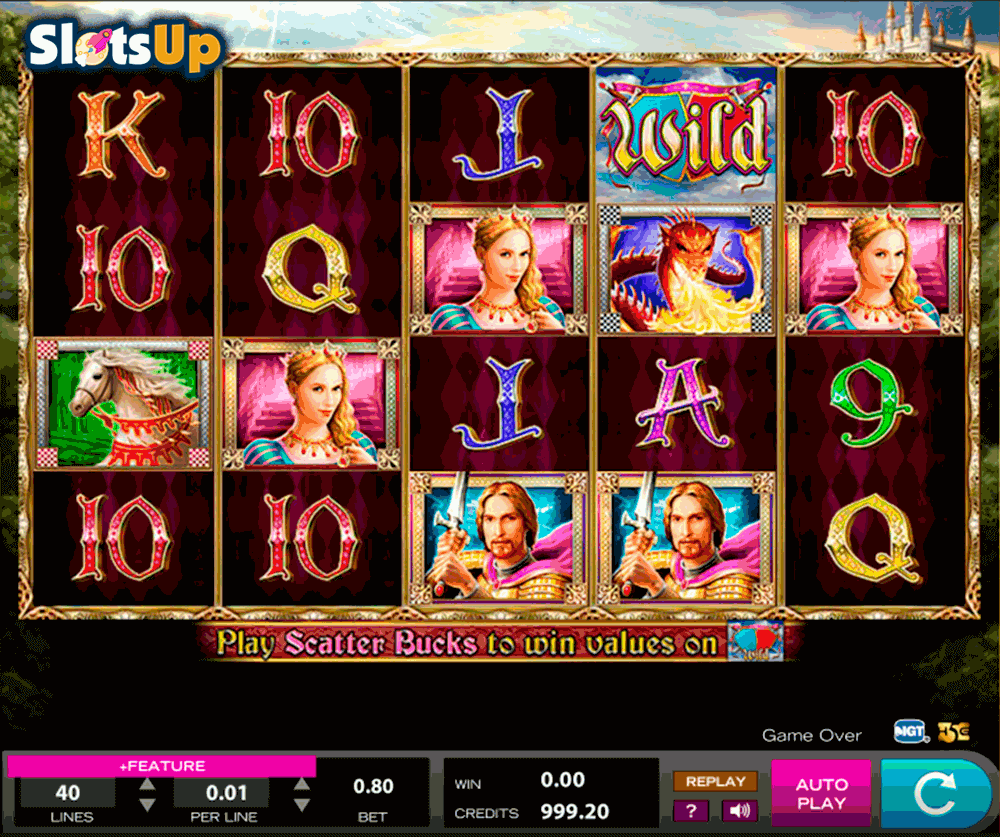 SlotsUp
K 10 J Wild 10
10 Q
J A 9
10 10 Q
Play Scatter Bucks to win values on Wild
Game Over IGT
+FEATURE
40 0.01 0.80
LINES PER LINE BET
WIN 0.00
CREDITS 999.20
REPLAY
?
AUTO
PLAY